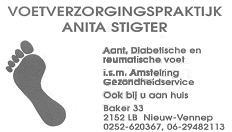 VOETVERZORGINGSPRAKTIJK
ANITA STIGTER
Aant. Diabetische en
reumatische voet
i.s.m. Amstelring
Gezondheidservice
Ook bij u aan huis
Baker 33
2152 LB Nieuw-Vennep
0252-620367, 06-29482113